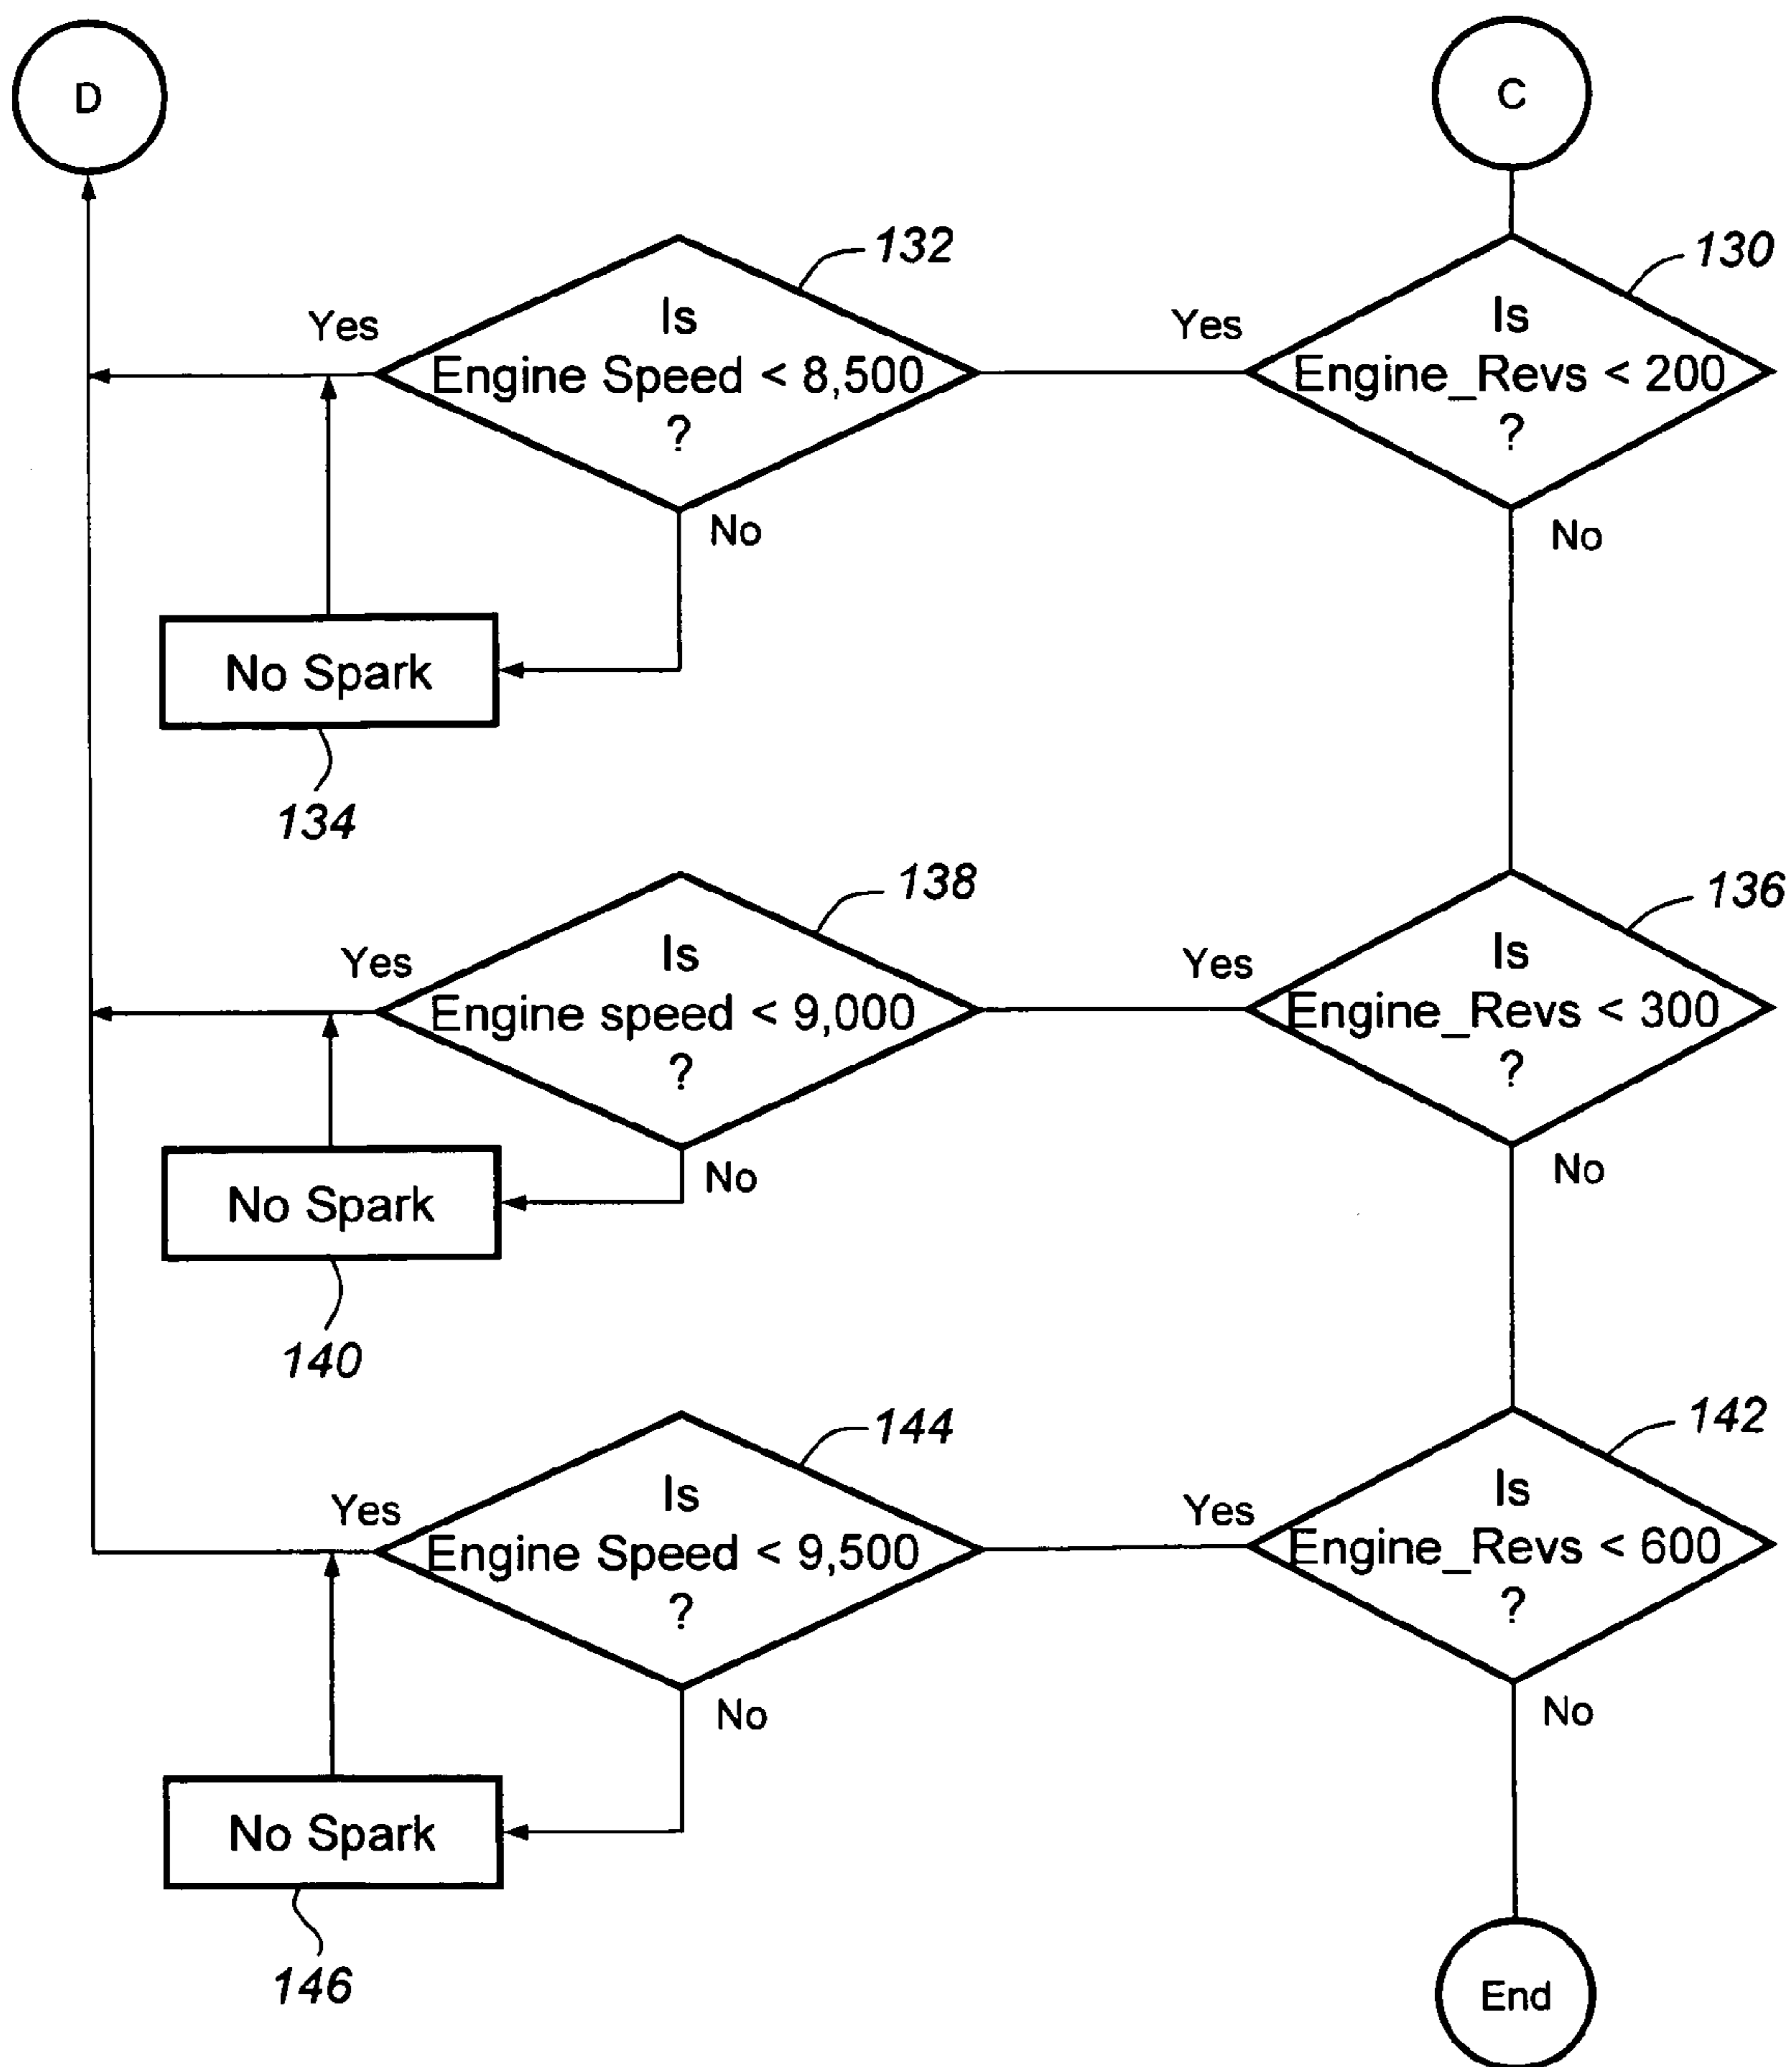 D
C
132
130
Yes
Is
Engine Speed < 8,500
?
No
Yes
Is
Engine_Revs < 200
?
No
No Spark
134
138
136
Yes
Is
Engine speed < 9,000
?
No
Yes
Is
Engine_Revs < 300
?
No
No Spark
140
144
142
Yes
Is
Engine Speed < 9,500
?
No
Yes
Is
Engine_Revs < 600
?
No
No Spark
146
End